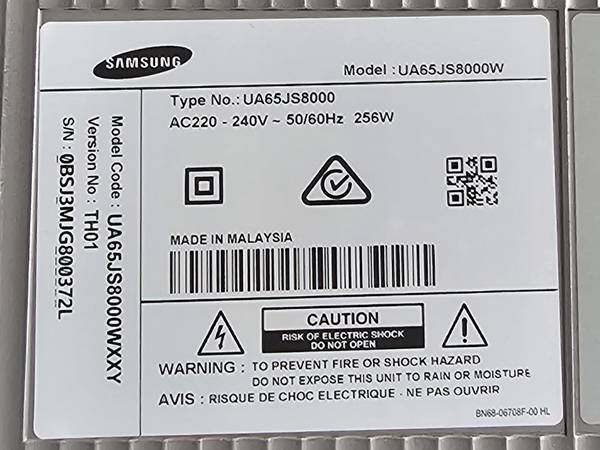 SAMSUNG
Model : UA65JS8000W
Type No.: UA65JS8000
AC220 - 240V ~ 50/60Hz 256W
Model Code : UA65JS8000WXXY
Version No : TH01
S/N : 0BSJ3MJG800372L
MADE IN MALAYSIA
CAUTION
RISK OF ELECTRIC SHOCK
DO NOT OPEN
WARNING : TO PREVENT FIRE OR SHOCK HAZARD
DO NOT EXPOSE THIS UNIT TO RAIN OR MOISTURE
AVIS : RISQUE DE CHOC ELECTRIQUE - NE PAS OUVRIR
BN68-06708F-00 HL